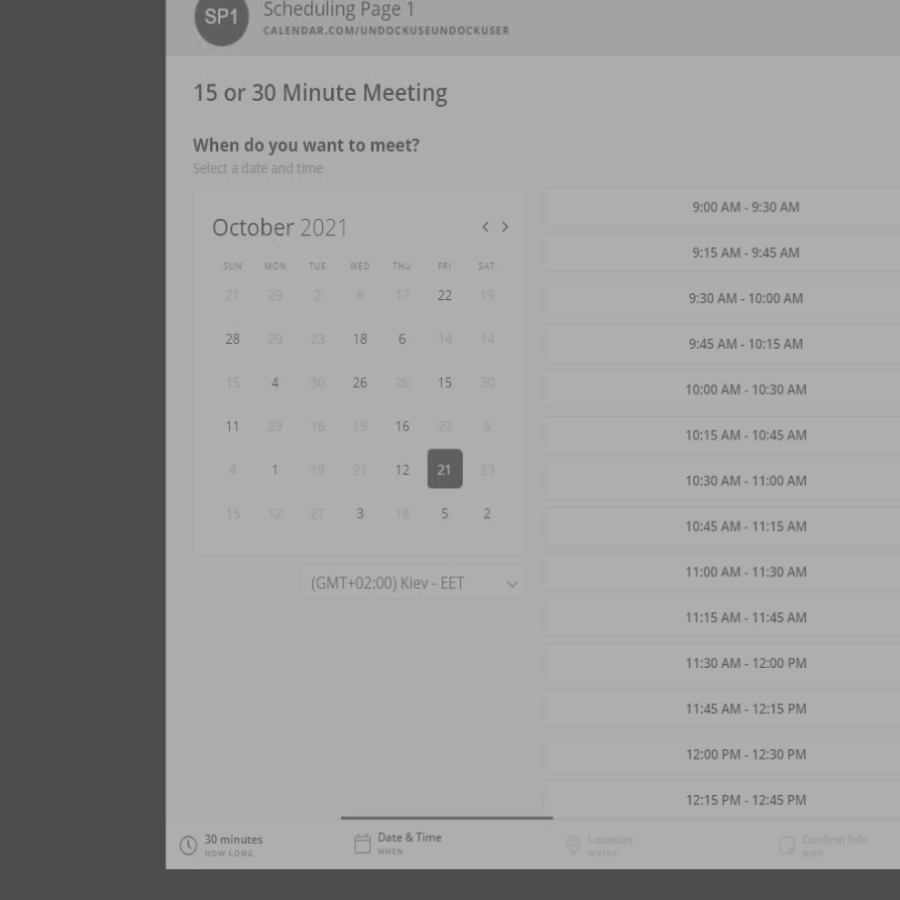 SP1
Scheduling Page 1
CALENDAR.COM/UNDOCKUSEUNDOCKUSER
15 or 30 Minute Meeting
When do you want to meet?
Select a date and time
October 2021
SUN MON TUE WED THU FRI SAT
21 29 2 8 17 22 19
28 29 23 18 6 14 14
15 4 30 26 26 15 30
11 29 16 19 16 22 5
4 1 19 21 12 21 23
15 12 27 3 18 5 2
(GMT+02:00) Kiev - EET
9:00 AM - 9:30 AM
9:15 AM - 9:45 AM
9:30 AM - 10:00 AM
9:45 AM - 10:15 AM
10:00 AM - 10:30 AM
10:15 AM - 10:45 AM
10:30 AM - 11:00 AM
10:45 AM - 11:15 AM
11:00 AM - 11:30 AM
11:15 AM - 11:45 AM
11:30 AM - 12:00 PM
11:45 AM - 12:15 PM
12:00 PM - 12:30 PM
12:15 PM - 12:45 PM
30 minutes
HOW LONG
Date & Time
WHEN
Location
WHERE
Confirm Info
WHO